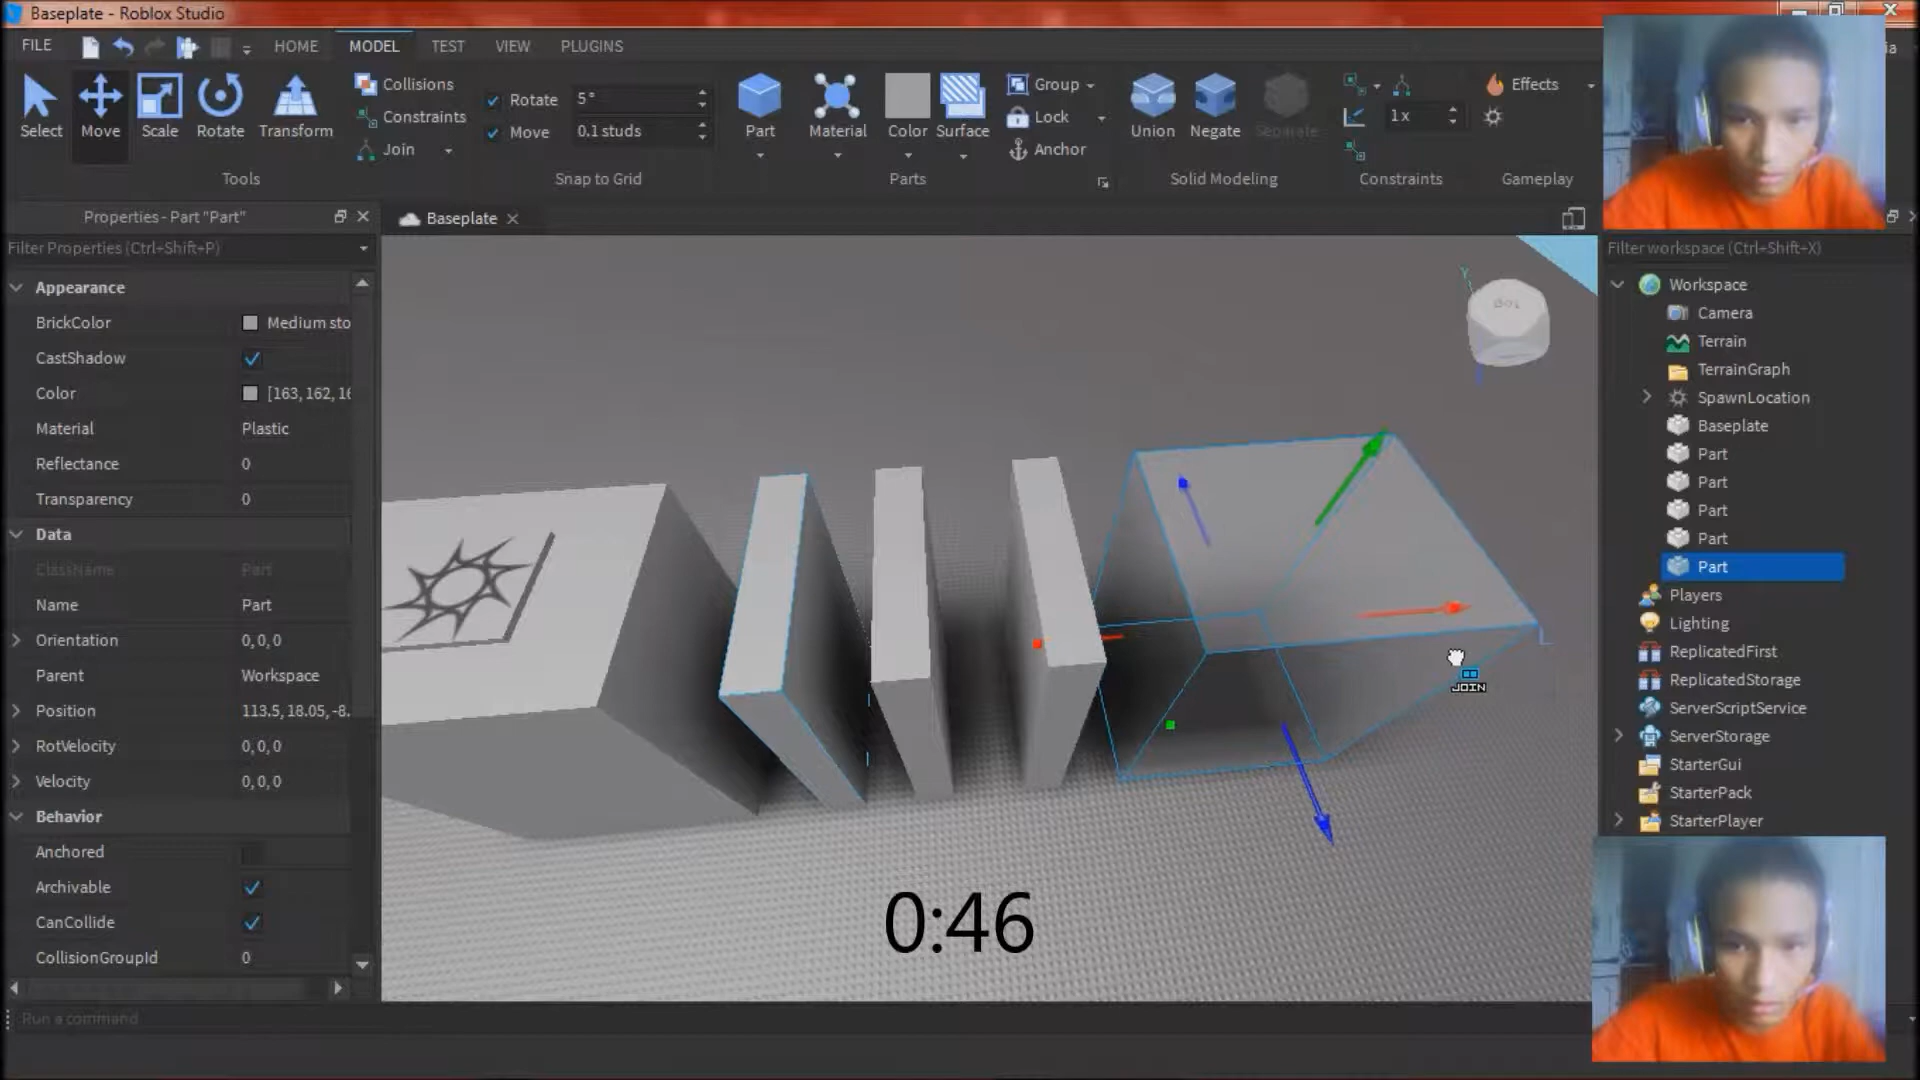 Baseplate - Roblox Studio
FILE
HOME
MODEL
TEST
VIEW
PLUGINS
Select
Move
Scale
Rotate
Transform
Tools
Collisions
Constraints
Join
Rotate 5°
Move 0.1 studs
Snap to Grid
Part
Material
Color
Surface
Group
Lock
Anchor
Parts
Union
Negate
Separate
Solid Modeling
1x
Constraints
Effects
Gameplay
Properties - Part "Part"
Filter Properties (Ctrl+Shift+P)
Appearance
BrickColor Medium sto
CastShadow
Color [163, 162, 16
Material Plastic
Reflectance 0
Transparency 0
Data
ClassName Part
Name Part
Orientation 0, 0, 0
Parent Workspace
Position 113.5, 18.05, -8.
RotVelocity 0, 0, 0
Velocity 0, 0, 0
Behavior
Anchored
Archivable
CanCollide
CollisionGroupId 0
Run a command
Baseplate
Y
JOIN
0:46
ia
Filter workspace (Ctrl+Shift+X)
Workspace
Camera
Terrain
TerrainGraph
SpawnLocation
Baseplate
Part
Part
Part
Part
Part
Players
Lighting
ReplicatedFirst
ReplicatedStorage
ServerScriptService
ServerStorage
StarterGui
StarterPack
StarterPlayer